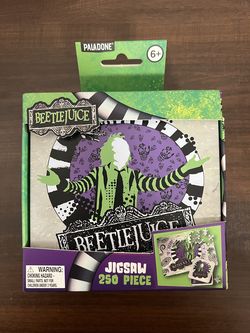 PALADONE
6+
BEETLEJUICE
BEETLEJUICE
WARNING:
CHOKING HAZARD -
SMALL PARTS. NOT FOR
CHILDREN UNDER 3 YEARS.
JIGSAW
250 PIECE